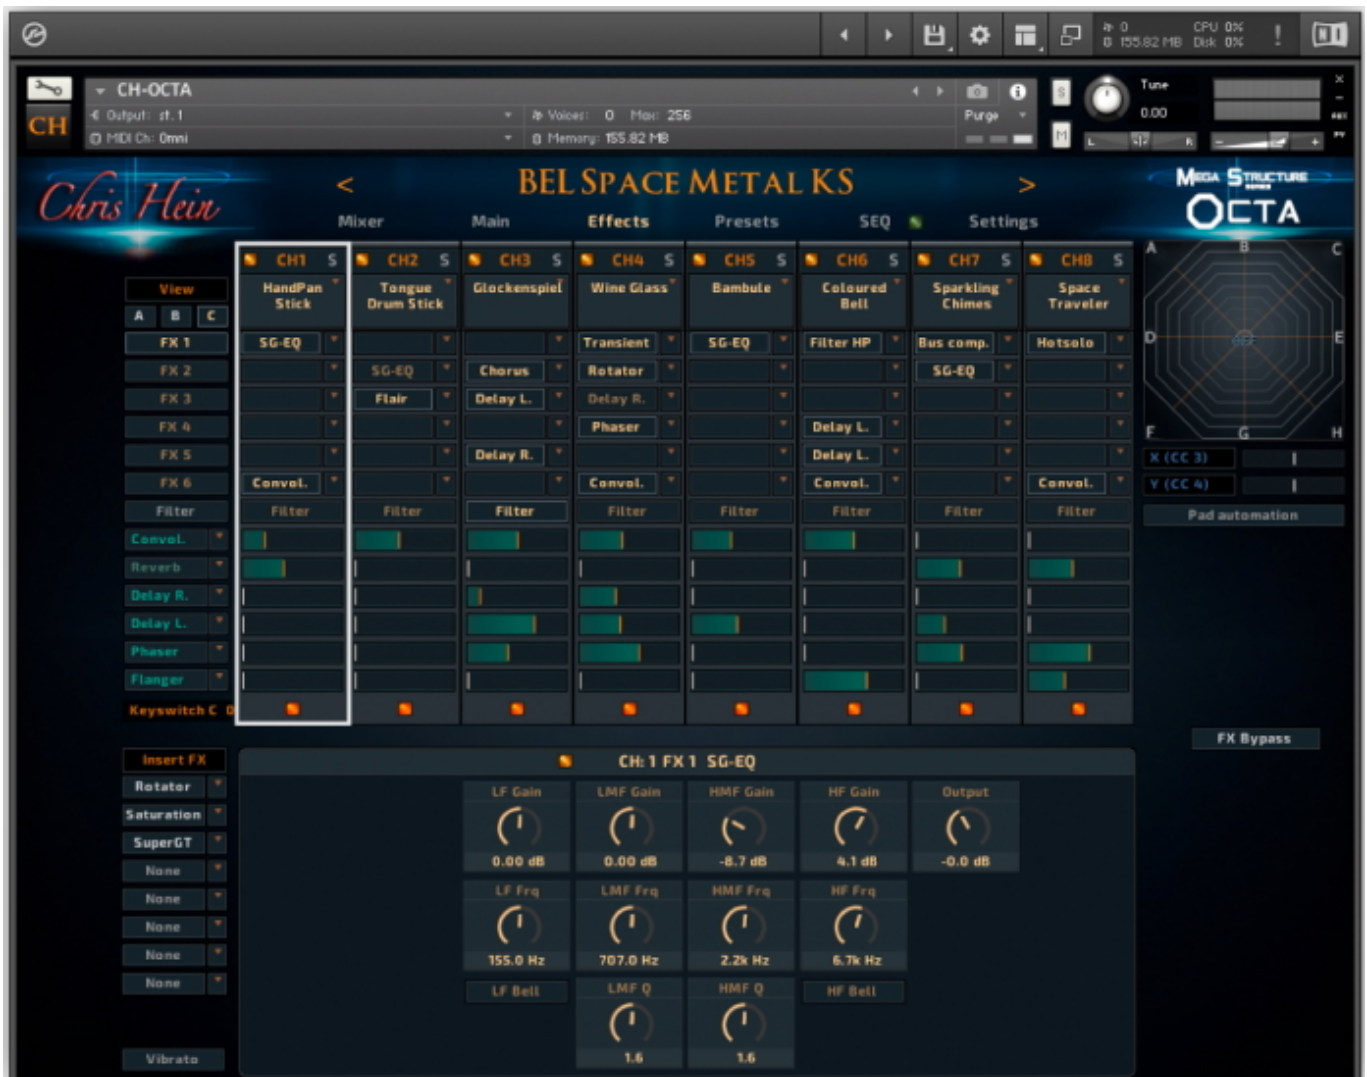 CPU 0%
155.82 MB Disk 0%
CH-OCTA
Output: st.1
Voices: 0 Max: 256
Purge
MIDI Ch: Omni
Memory: 155.82 MB
S
M
Tune
0.00
L R
CH
Chris Hein
< BEL SPACE METAL KS >
MEGA STRUCTURE
SERIES
OCTA
Mixer Main Effects Presets SEQ Settings
CH1 S CH2 S CH3 S CH4 S CH5 S CH6 S CH7 S CH8 S
View
HandPan Stick
Tongue Drum Stick
Glockenspiel
Wine Glass
Bambule
Coloured Bell
Sparkling Chimes
Space Traveler
A B C
FX 1 SG-EQ Transient SG-EQ Filter HP Bus comp. Hotsolo
FX 2 SG-EQ Chorus Rotator SG-EQ
FX 3 Flair Delay L. Delay R.
FX 4 Phaser Delay L.
FX 5 Delay R. Delay L.
FX 6 Convol. Convol. Convol. Convol.
Filter Filter Filter Filter Filter Filter Filter Filter Filter
Convol.
Reverb
Delay R.
Delay L.
Phaser
Flanger
Keyswitch C 0
A B C
D E
F G H
X (CC 3)
Y (CC 4)
Pad automation
FX Bypass
Insert FX
Rotator
Saturation
SuperGT
None
None
None
None
None
Vibrato
CH: 1 FX 1 SG-EQ
LF Gain LMF Gain HMF Gain HF Gain Output
0.00 dB 0.00 dB -8.7 dB 4.1 dB -0.0 dB
LF Frq LMF Frq HMF Frq HF Frq
155.0 Hz 707.0 Hz 2.2k Hz 6.7k Hz
LF Bell LMF Q HMF Q HF Bell
1.6 1.6